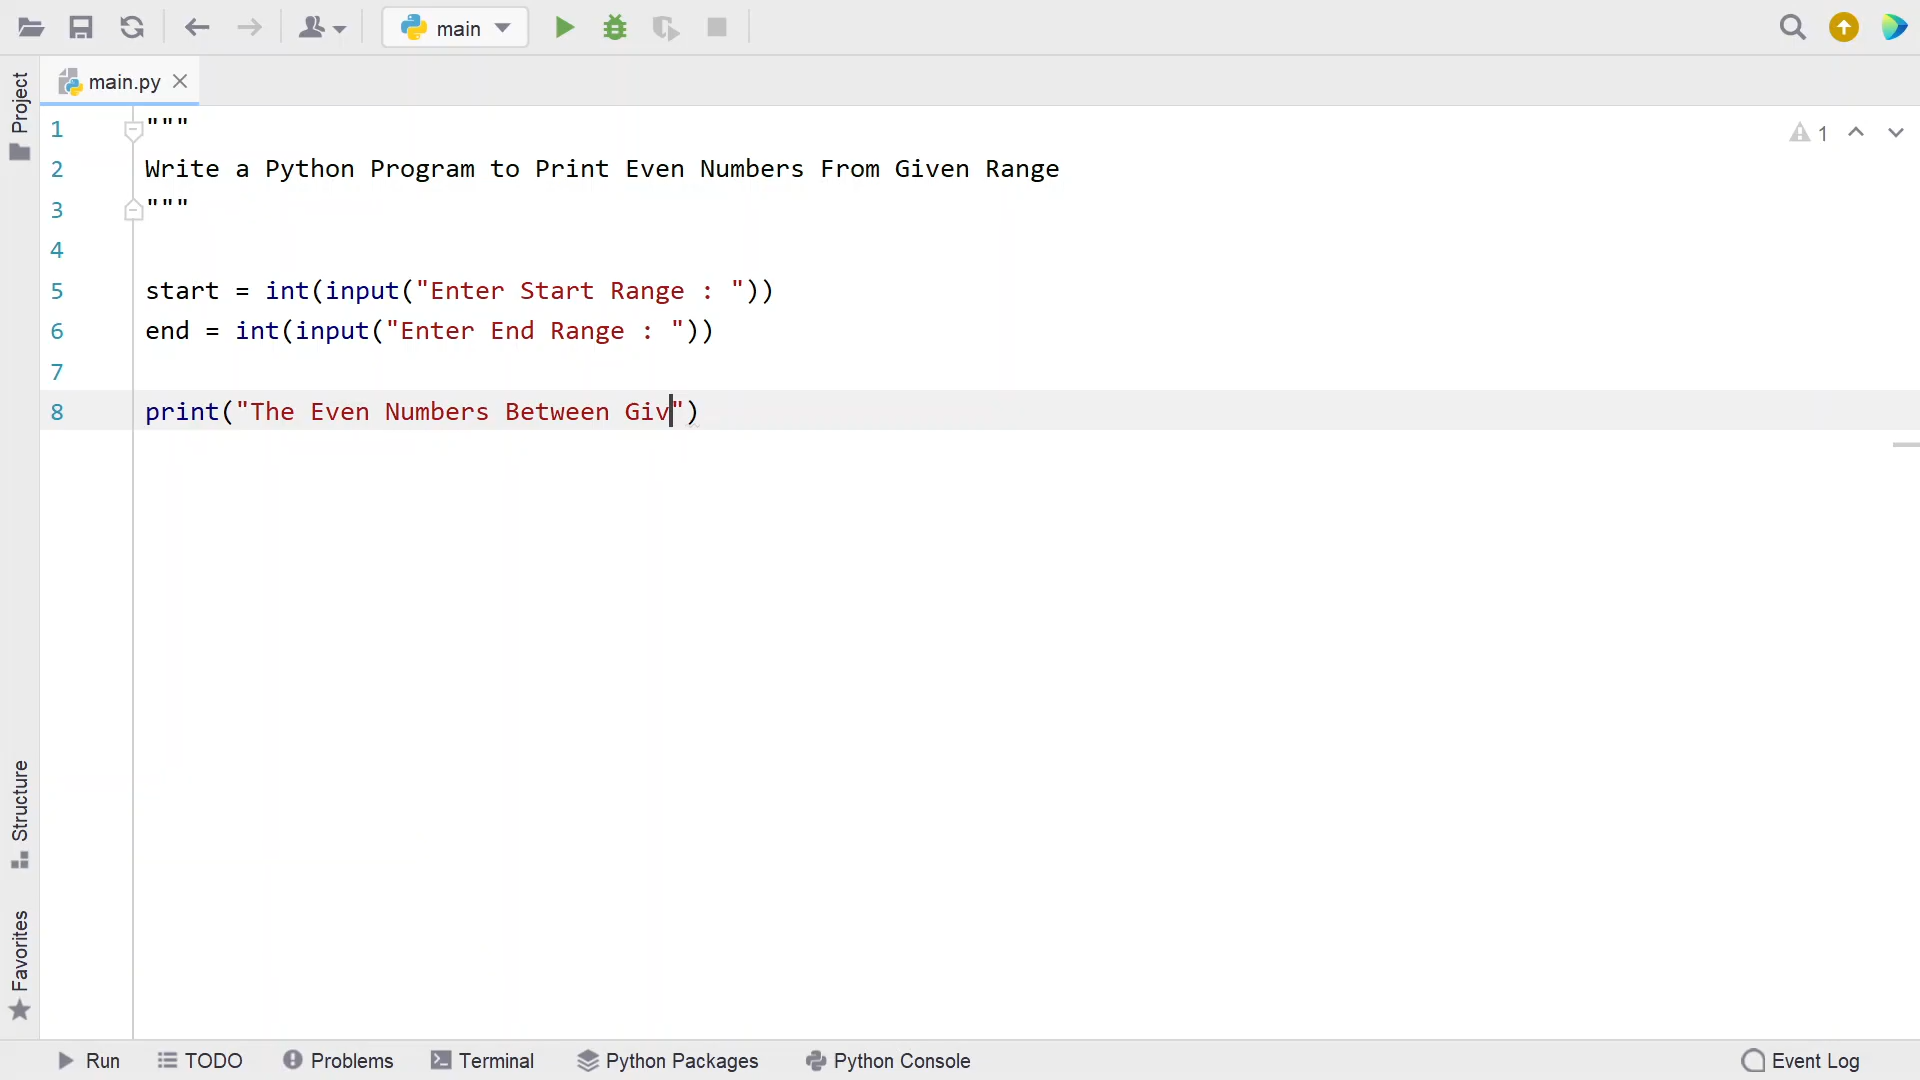 main
main.py
Project
1 """
1
2 Write a Python Program to Print Even Numbers From Given Range
3 """
4
5 start = int(input("Enter Start Range : "))
6 end = int(input("Enter End Range : "))
7
8 print("The Even Numbers Between Giv")
Structure
Favorites
Run TODO Problems Terminal Python Packages Python Console Event Log